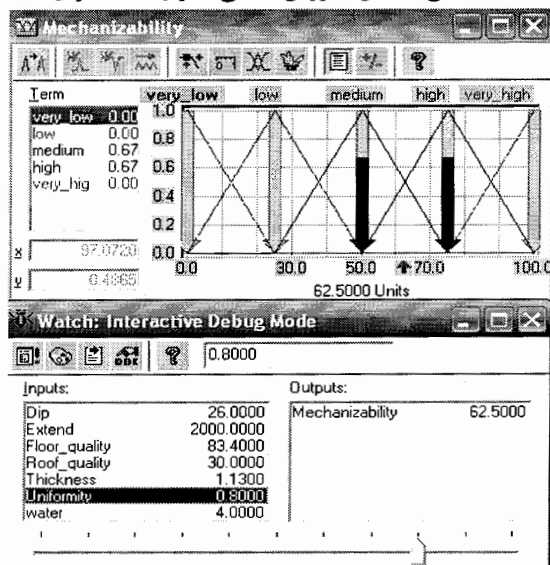 Mechanizability
Term
very_low 0.00
low 0.00
medium 0.67
high 0.67
very_hig 0.00
very_low low medium high very_high
1.0
0.8
0.6
0.4
0.2
0.0
0.0 30.0 50.0 70.0 100.0
62.5000 Units
x 97.0720
y
Watch: Interactive Debug Mode
0.8000
Inputs:
Dip 26.0000
Extend 2000.0000
Floor_quality 83.4000
Roof_quality 30.0000
Thickness 1.1300
Uniformity 0.8000
water 4.0000
Outputs:
Mechanizability 62.5000